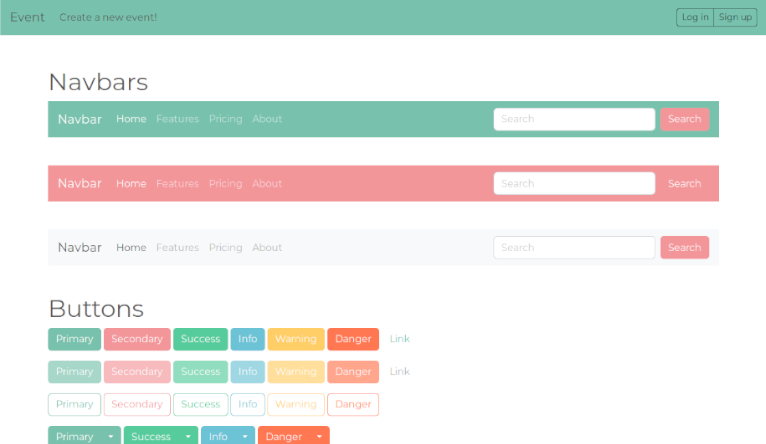 Event Create a new event! Log in Sign up
Navbars
Navbar Home Features Pricing About Search Search
Navbar Home Features Pricing About Search Search
Navbar Home Features Pricing About Search Search
Buttons
Primary Secondary Success Info Warning Danger Link
Primary Secondary Success Info Warning Danger Link
Primary Secondary Success Info Warning Danger
Primary Success Info Danger